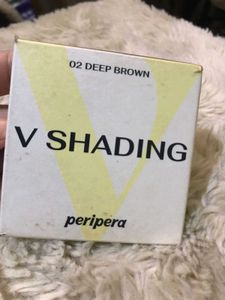 02 DEEP BROWN
V SHADING
peripera